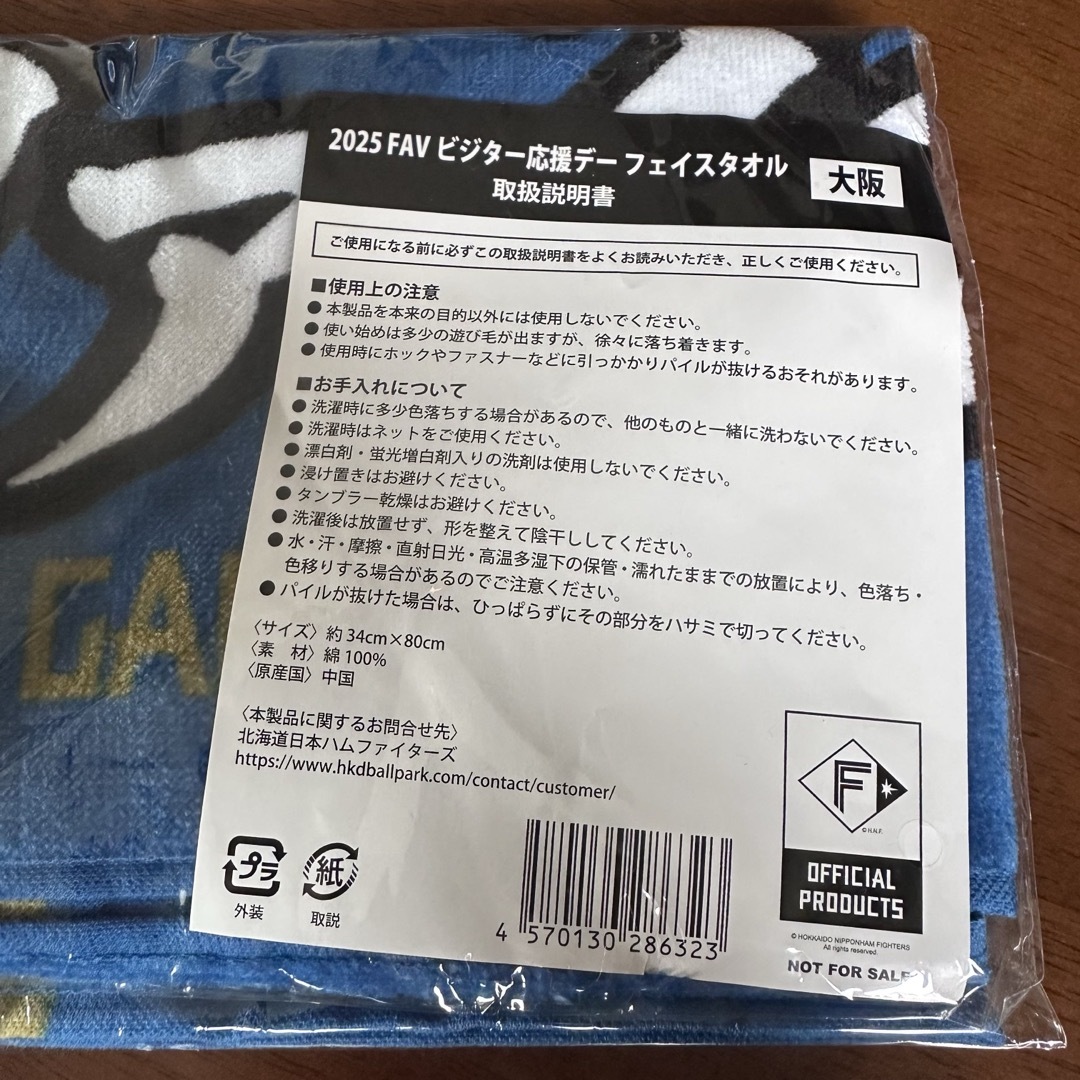 2025 FAV ビジター応援デー フェイスタオル
大阪
取扱説明書
ご使用になる前に必ずこの取扱説明書をよくお読みいただき、正しくご使用ください。
■使用上の注意
● 本製品を本来の目的以外には使用しないでください。
● 使い始めは多少の遊び毛が出ますが、徐々に落ち着きます。
● 使用時にホックやファスナーなどに引っかかりパイルが抜けるおそれがあります。
■お手入れについて
● 洗濯時に多少色落ちする場合があるので、他のものと一緒に洗わないでください。
● 洗濯時はネットをご使用ください。
● 漂白剤・蛍光増白剤入りの洗剤は使用しないでください。
● 浸け置きはお避けください。
● タンブラー乾燥はお避けください。
● 洗濯後は放置せず、形を整えて陰干ししてください。
● 水・汗・摩擦・直射日光・高温多湿下の保管・濡れたままでの放置により、色落ち・
色移りする場合があるのでご注意ください。
● パイルが抜けた場合は、ひっぱらずにその部分をハサミで切ってください。
〈サイズ〉約 34cm×80cm
〈素　材〉綿 100%
〈原産国〉中国
〈本製品に関するお問合せ先〉
北海道日本ハムファイターズ
https://www.hkdballpark.com/contact/customer/
プラ
外装
紙
取説
4 570130 286323
F
© H.N.F.
OFFICIAL
PRODUCTS
© HOKKAIDO NIPPONHAM FIGHTERS
All rights reserved.
NOT FOR SALE
GA